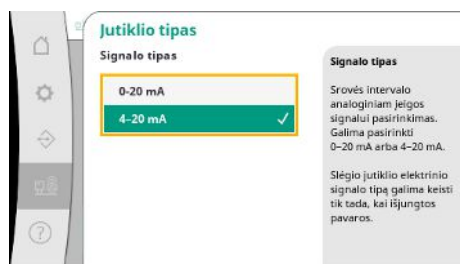 Jutiklio tipas
Signalo tipas
0-20 mA
4-20 mA
Signalo tipas
Srovės intervalo
analoginiam įeigos
signalui pasirinkimas.
Galima pasirinkti
0-20 mA arba 4-20 mA.
Slėgio jutiklio elektrinio
signalo tipą galima keisti
tik tada, kai išjungtos
pavaros.